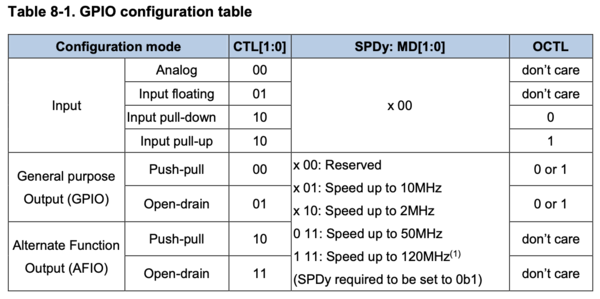 Table 8-1. GPIO configuration table
Configuration mode CTL[1:0] SPDy: MD[1:0] OCTL
Input Analog 00 x 00 don't care
Input floating 01 don't care
Input pull-down 10 0
Input pull-up 10 1
General purpose Output (GPIO) Push-pull 00 x 00: Reserved 0 or 1
x 01: Speed up to 10MHz
Open-drain 01 x 10: Speed up to 2MHz 0 or 1
Alternate Function Output (AFIO) Push-pull 10 0 11: Speed up to 50MHz don't care
1 11: Speed up to 120MHz(1)
Open-drain 11 (SPDy required to be set to 0b1) don't care